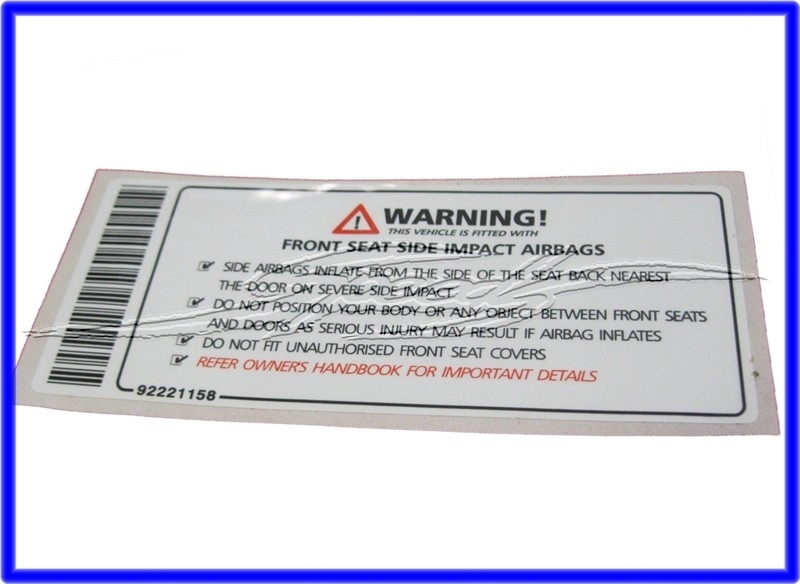 WARNING!
THIS VEHICLE IS FITTED WITH
FRONT SEAT SIDE IMPACT AIRBAGS
SIDE AIRBAGS INFLATE FROM THE SIDE OF THE SEAT BACK NEAREST
THE DOOR ON SEVERE SIDE IMPACT
DO NOT POSITION YOUR BODY OR ANY OBJECT BETWEEN FRONT SEATS
AND DOORS AS SERIOUS INJURY MAY RESULT IF AIRBAG INFLATES
DO NOT FIT UNAUTHORISED FRONT SEAT COVERS
REFER OWNERS HANDBOOK FOR IMPORTANT DETAILS
92221158